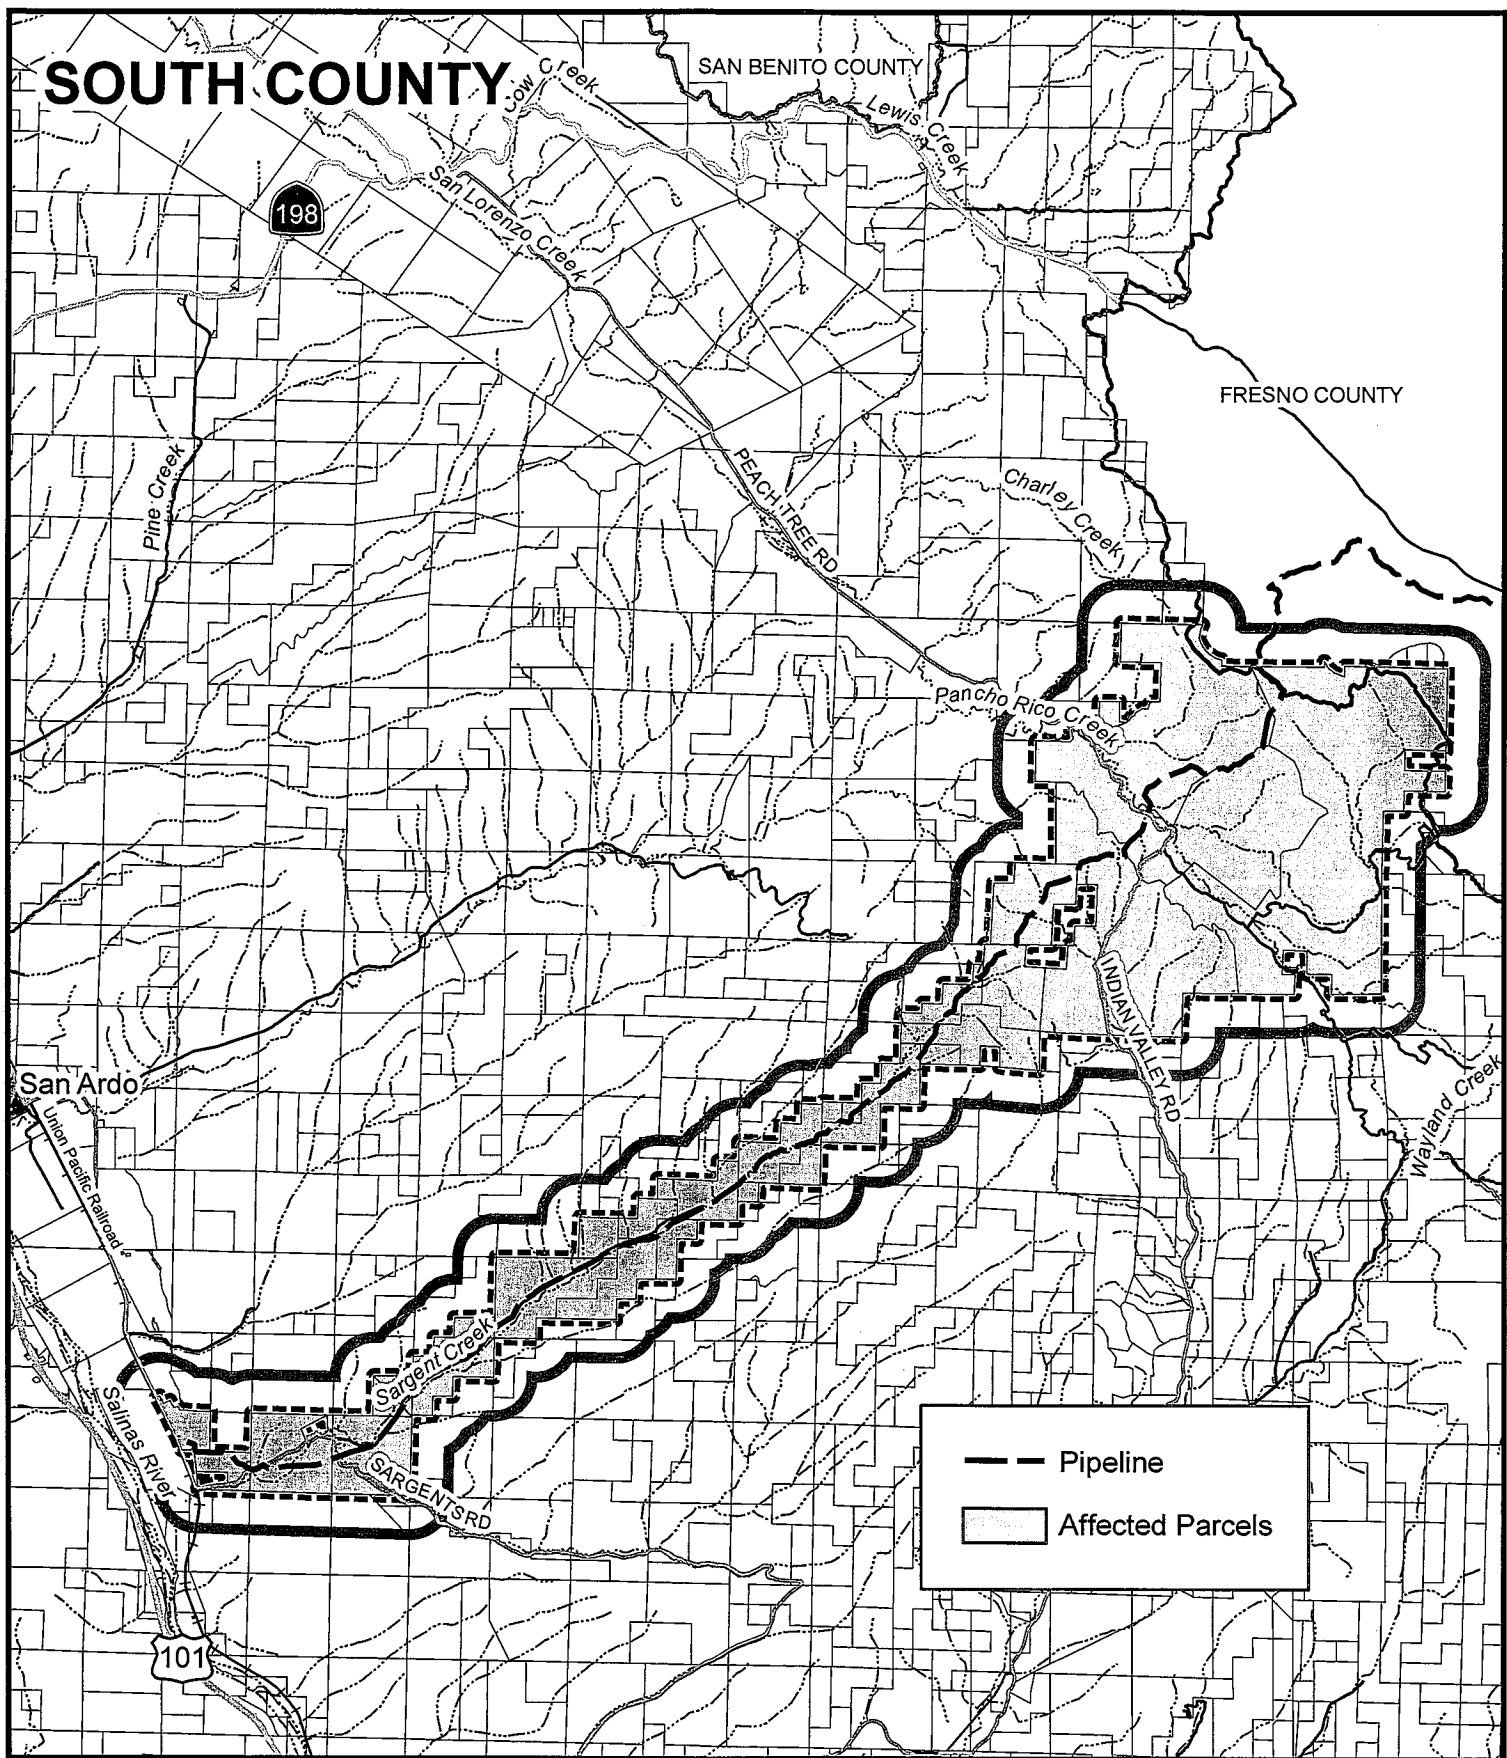 SOUTH COUNTY
Cow Creek
SAN BENITO COUNTY
Lewis Creek
198
San Lorenzo Creek
FRESNO COUNTY
Pine Creek
PEACH TREE RD
Charley Creek
Pancho Rico Creek
INDIAN VALLEY RD
San Ardo
Union Pacific Railroad
Wayland Creek
Sargent Creek
Salinas River
SARGENTS RD
Pipeline
Affected Parcels
101